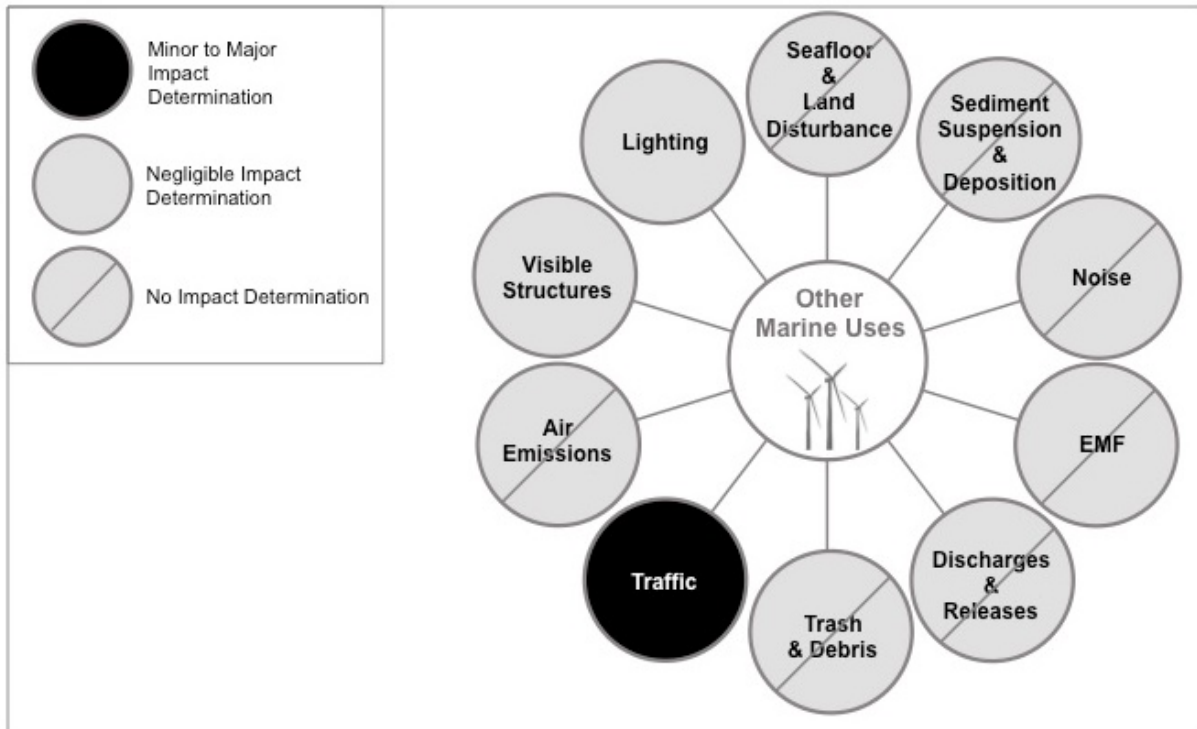 Minor to Major
Impact
Determination
Negligible Impact
Determination
No Impact Determination
Seafloor
&
Land
Disturbance
Sediment
Suspension
&
Deposition
Noise
EMF
Discharges
&
Releases
Trash
& Debris
Traffic
Air
Emissions
Visible
Structures
Lighting
Other
Marine Uses